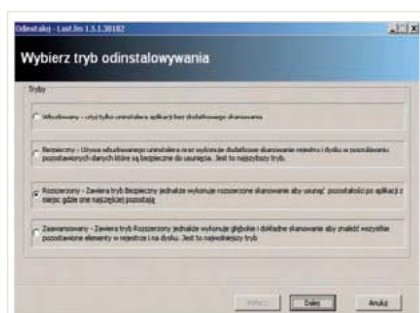 Odinstaluj - Last.fm 1.5.1.30182
Wybierz tryb odinstalowywania
Tryby
Wbudowany - użyj tylko uninstalera aplikacji bez dodatkowego skanowania.
Bezpieczny - Używa wbudowanego uninstalera oraz wykonuje dodatkowe skanowanie rejestru i dysku w poszukiwaniu
pozostawionych danych które są bezpieczne do usunięcia. Jest to najszybszy tryb.
Rozszerzony - Zawiera tryb Bezpieczny jednakże wykonuje rozszerzone skanowanie aby usunąć pozostałości po aplikacji z
miejsc gdzie one najczęściej pozostają
Zaawansowany - Zawiera tryb Rozszerzony jednakże wykonuje głębokie i dokładne skanowanie aby znaleźć wszystkie
pozostawione elementy w rejestrze i na dysku. Jest to najwolniejszy tryb
Dalej
Anuluj